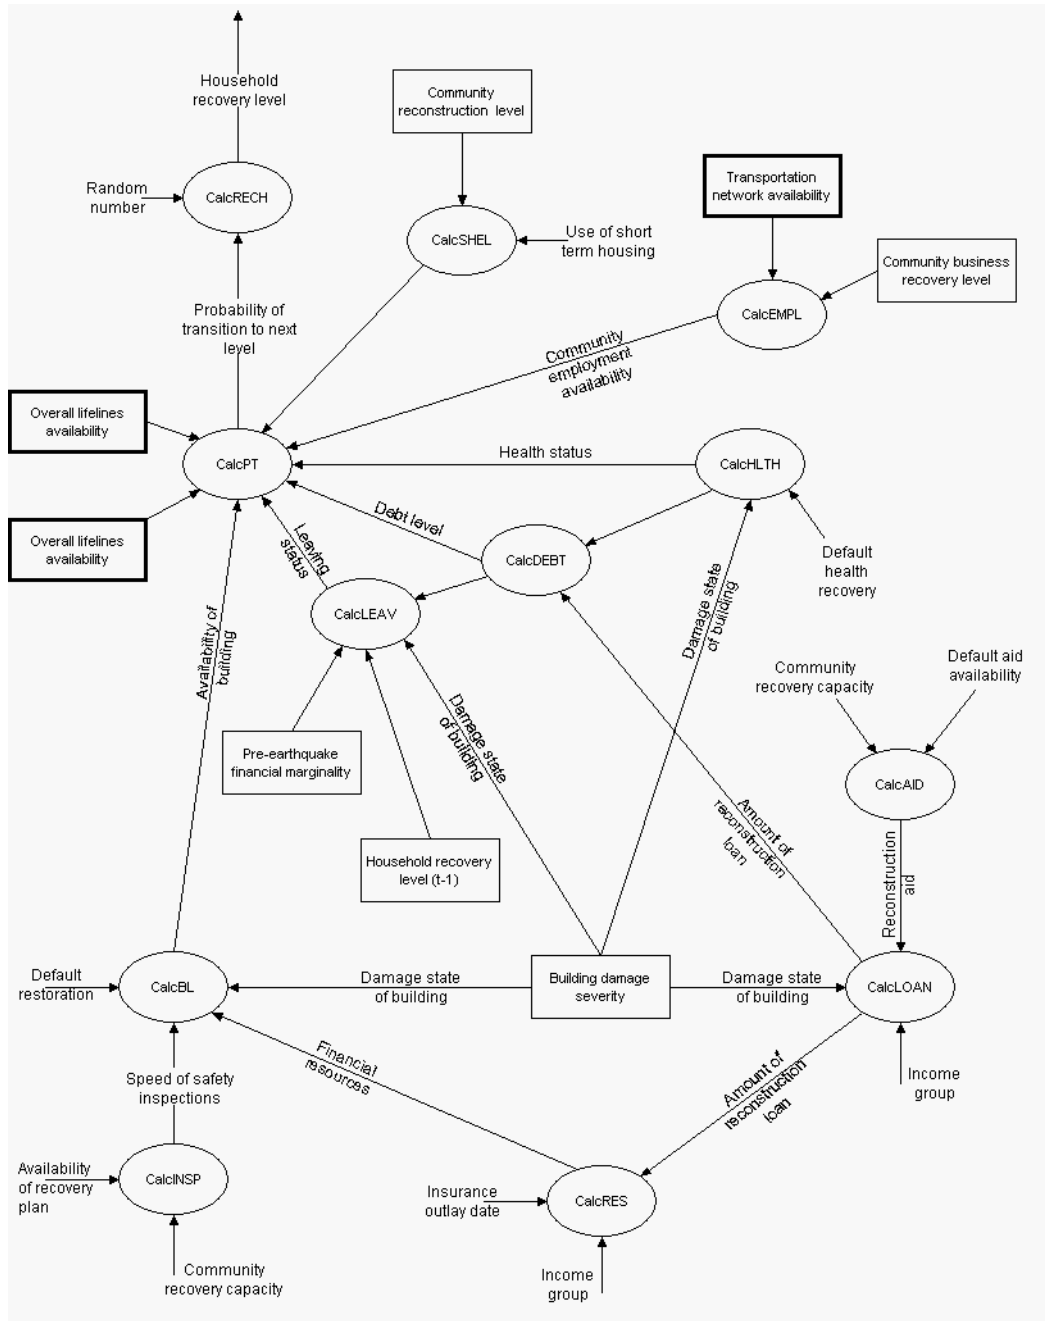 Household
recovery level
Community
reconstruction level
Transportation
network availability
Random
number
CalcRECH
CalcSHEL
Use of short
term housing
Community business
recovery level
CalcEMPL
Probability of
transition to next
level
Community
employment
availability
Overall lifelines
availability
CalcPT
Health status
CalcHLTH
Overall lifelines
availability
Debt level
Leaving
status
CalcDEBT
Default
health
recovery
CalcLEAV
Damage state
of building
Availability of
building
Community
recovery capacity
Default aid
availability
Pre-earthquake
financial marginality
Damage state
of building
CalcAID
Amount of
reconstruction
loan
Household recovery
level (t-1)
Reconstruction
aid
Default
restoration
CalcBL
Damage state
of building
Building damage
severity
Damage state
of building
CalcLOAN
Financial
resources
Amount of
reconstruction
loan
Income
group
Speed of safety
inspections
Availability
of recovery
plan
CalcINSP
Insurance
outlay date
CalcRES
Community
recovery capacity
Income
group